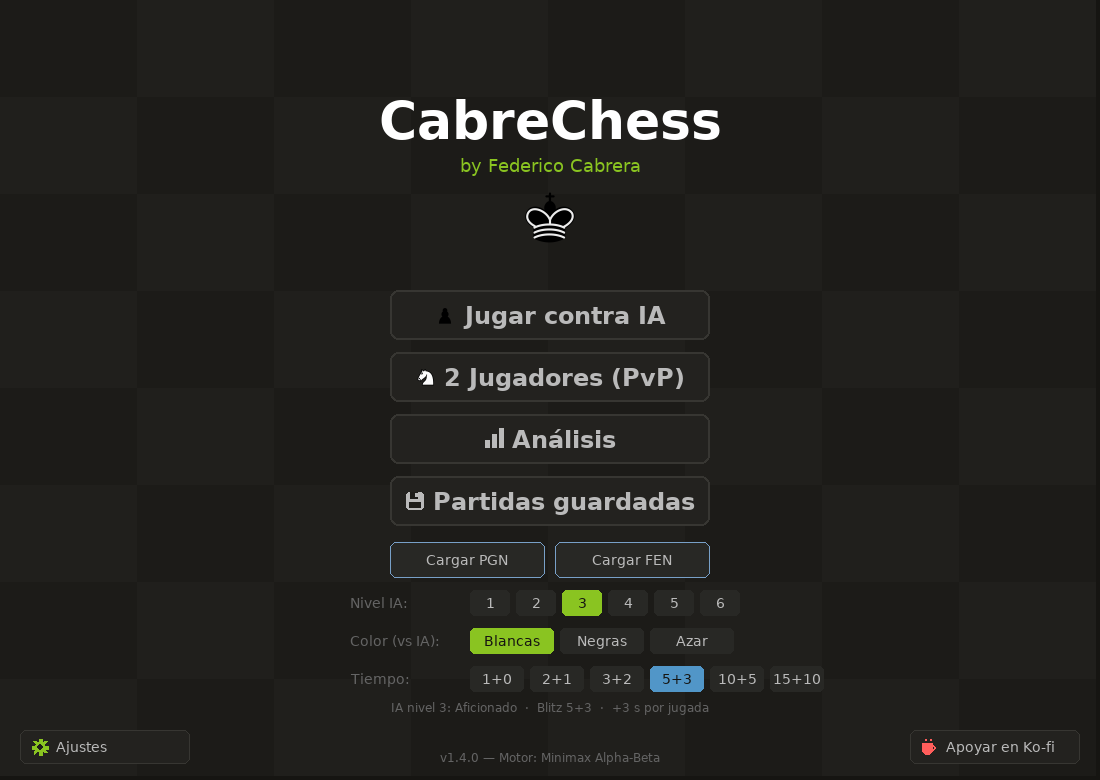 CabreChess
by Federico Cabrera
Jugar contra IA
2 Jugadores (PvP)
Análisis
Partidas guardadas
Cargar PGN Cargar FEN
Nivel IA: 1 2 3 4 5 6
Color (vs IA): Blancas Negras Azar
Tiempo: 1+0 2+1 3+2 5+3 10+5 15+10
IA nivel 3: Aficionado · Blitz 5+3 · +3 s por jugada
Ajustes
v1.4.0 — Motor: Minimax Alpha-Beta
Apoyar en Ko-fi